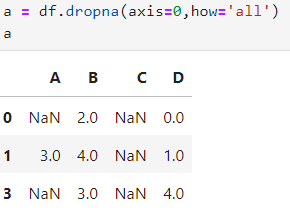 a = df.dropna(axis=0,how='all')
a
A B C D
0 NaN 2.0 NaN 0.0
1 3.0 4.0 NaN 1.0
3 NaN 3.0 NaN 4.0